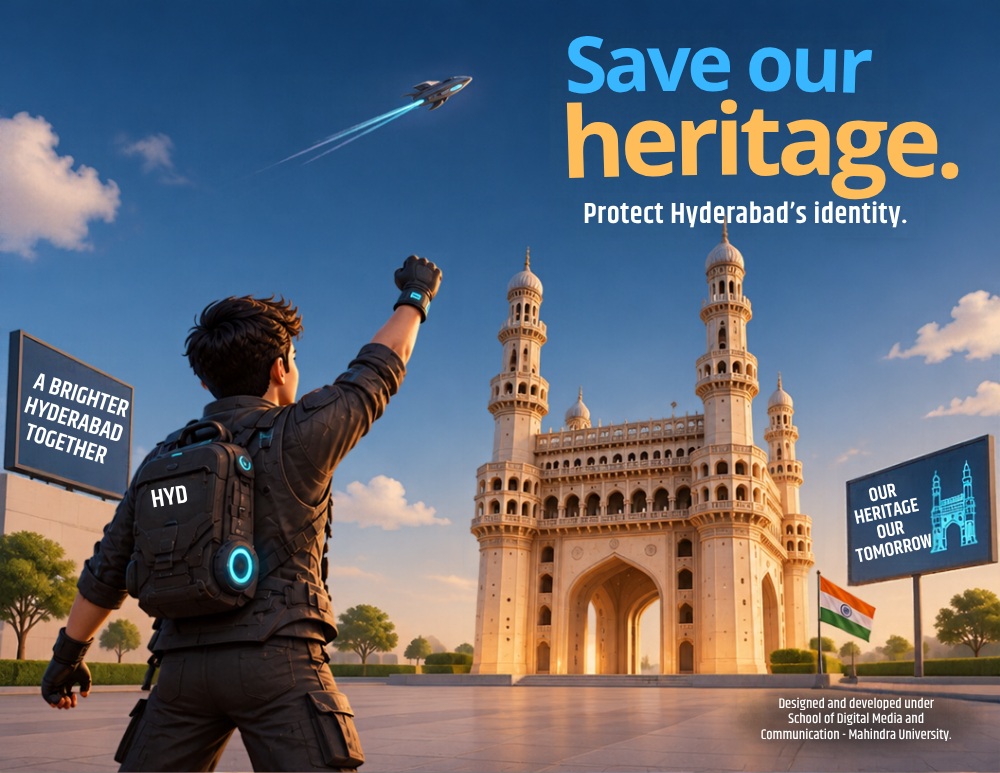 Save our
heritage.
Protect Hyderabad's identity.
A BRIGHTER
HYDERABAD
TOGETHER
HYD
OUR
HERITAGE
OUR
TOMORROW
Designed and developed under
School of Digital Media and
Communication - Mahindra University.